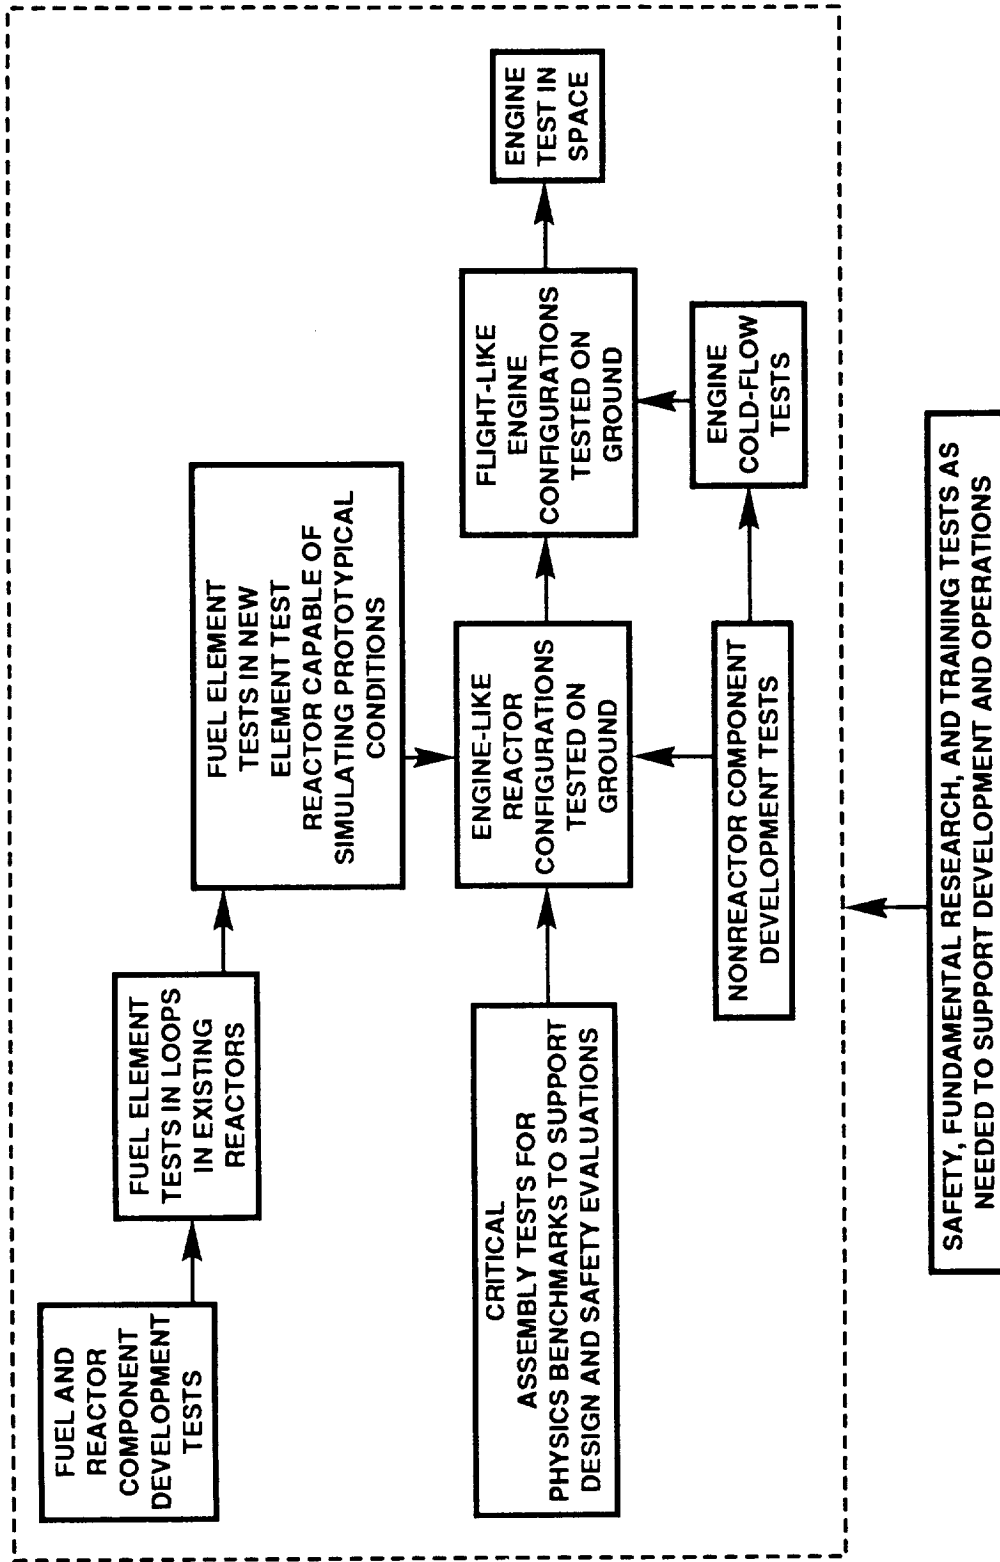 FUEL AND
REACTOR
COMPONENT
DEVELOPMENT
TESTS
FUEL ELEMENT
TESTS IN LOOPS
IN EXISTING
REACTORS
FUEL ELEMENT
TESTS IN NEW
ELEMENT TEST
REACTOR CAPABLE OF
SIMULATING PROTOTYPICAL
CONDITIONS
CRITICAL
ASSEMBLY TESTS FOR
PHYSICS BENCHMARKS TO SUPPORT
DESIGN AND SAFETY EVALUATIONS
ENGINE-LIKE
REACTOR
CONFIGURATIONS
TESTED ON
GROUND
FLIGHT-LIKE
ENGINE
CONFIGURATIONS
TESTED ON
GROUND
ENGINE
TEST IN
SPACE
NONREACTOR COMPONENT
DEVELOPMENT TESTS
ENGINE
COLD-FLOW
TESTS
SAFETY, FUNDAMENTAL RESEARCH, AND TRAINING TESTS AS
NEEDED TO SUPPORT DEVELOPMENT AND OPERATIONS